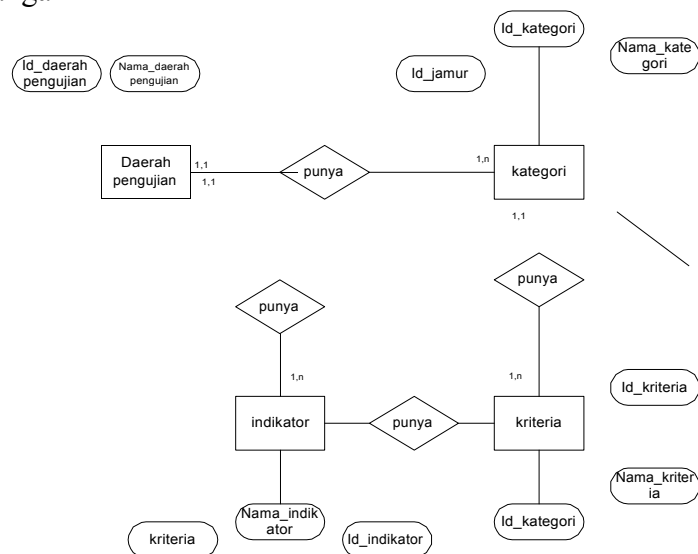 Id_kategori
Nama_kate
gori
Id_daerah
pengujian
Nama_daerah
pengujian
Id_jamur
Daerah
pengujian
1,1
1,1
punya
1,n
kategori
1,1
punya
punya
1,n
1,n
indikator
punya
kriteria
Id_kriteria
Nama_kriter
ia
Nama_indik
ator
Id_kategori
kriteria
Id_indikator